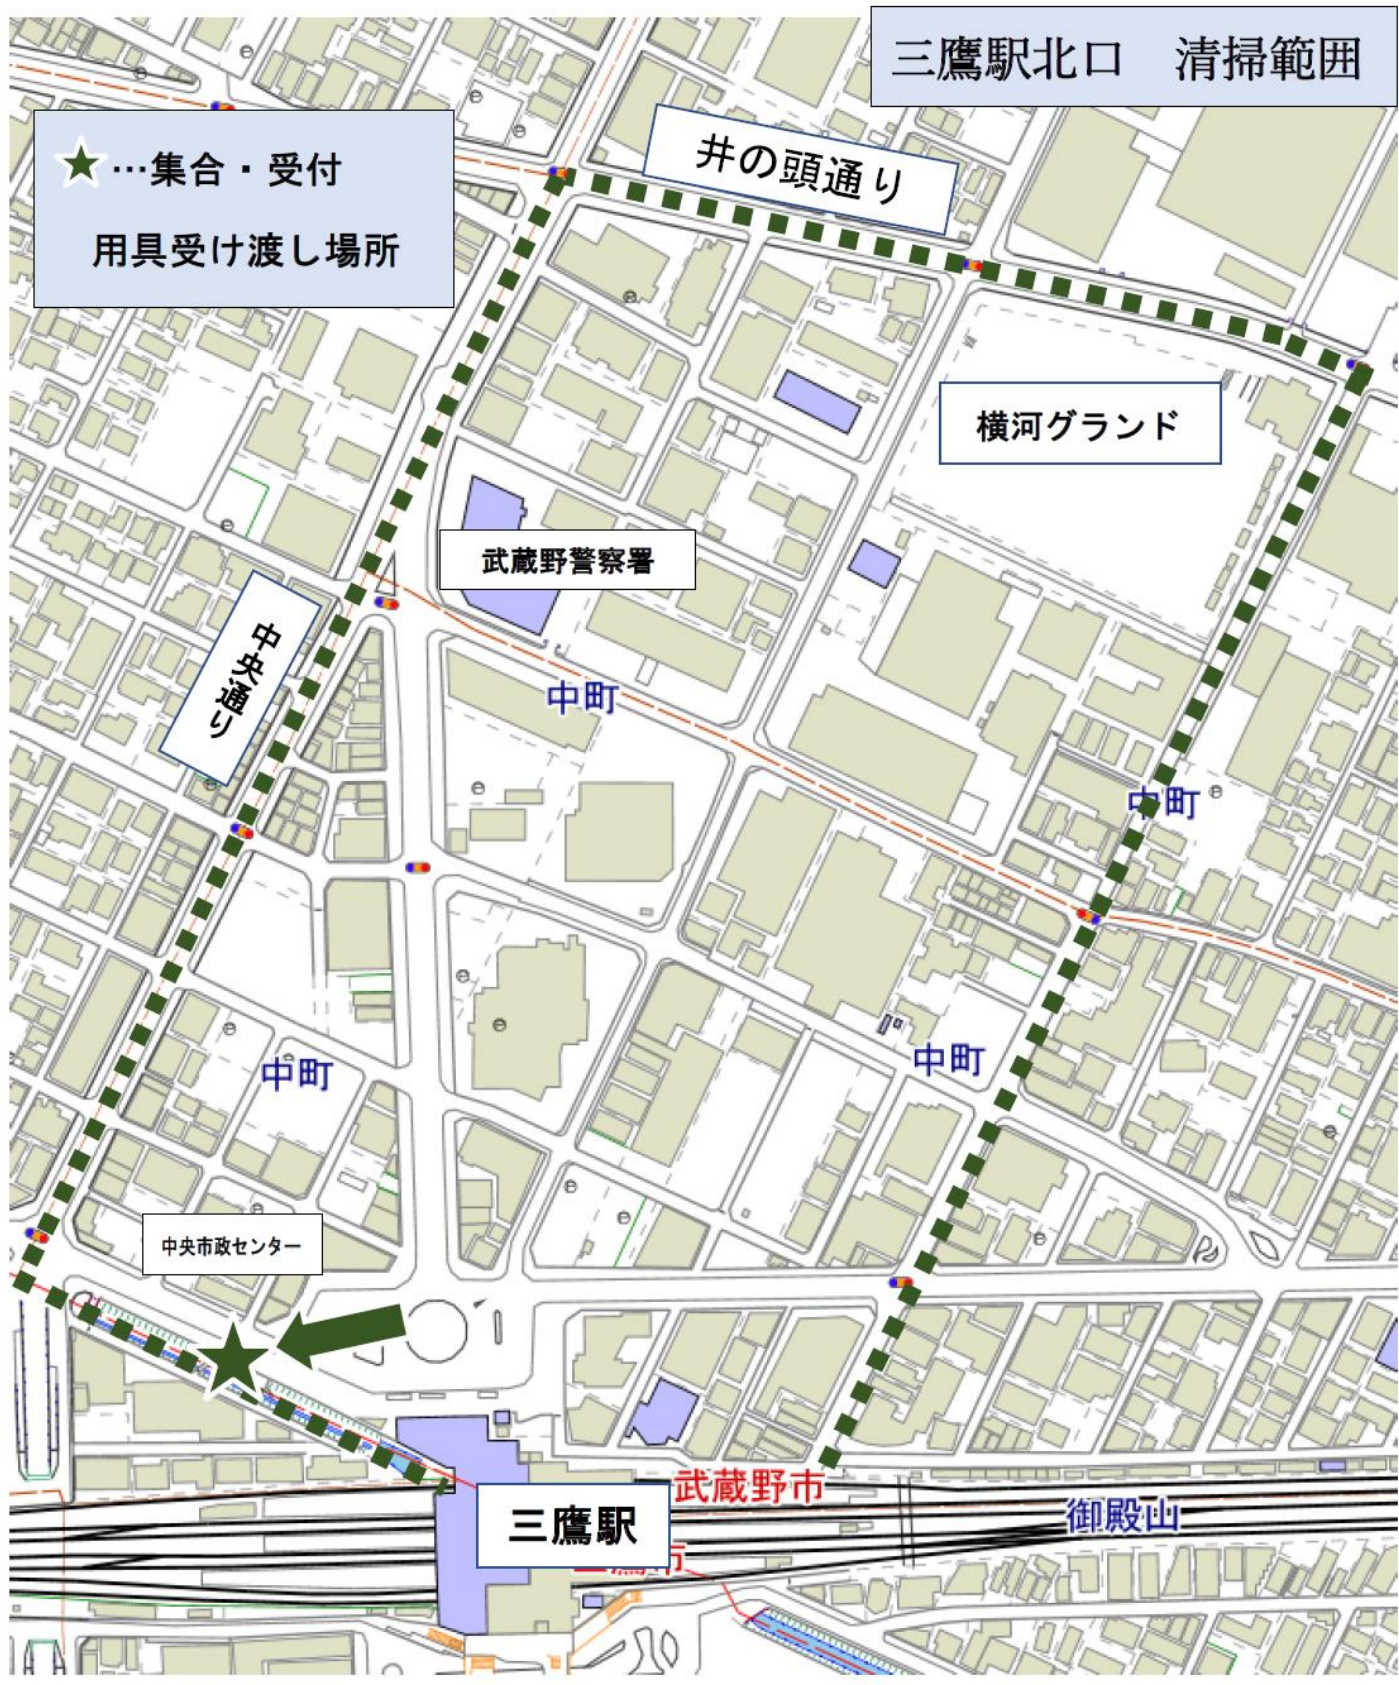 三鷹駅北口　清掃範囲
★…集合・受付
用具受け渡し場所
井の頭通り
横河グランド
武蔵野警察署
中央通り
中町
中町
中町
中町
中央市政センター
武蔵野市
三鷹駅
御殿山